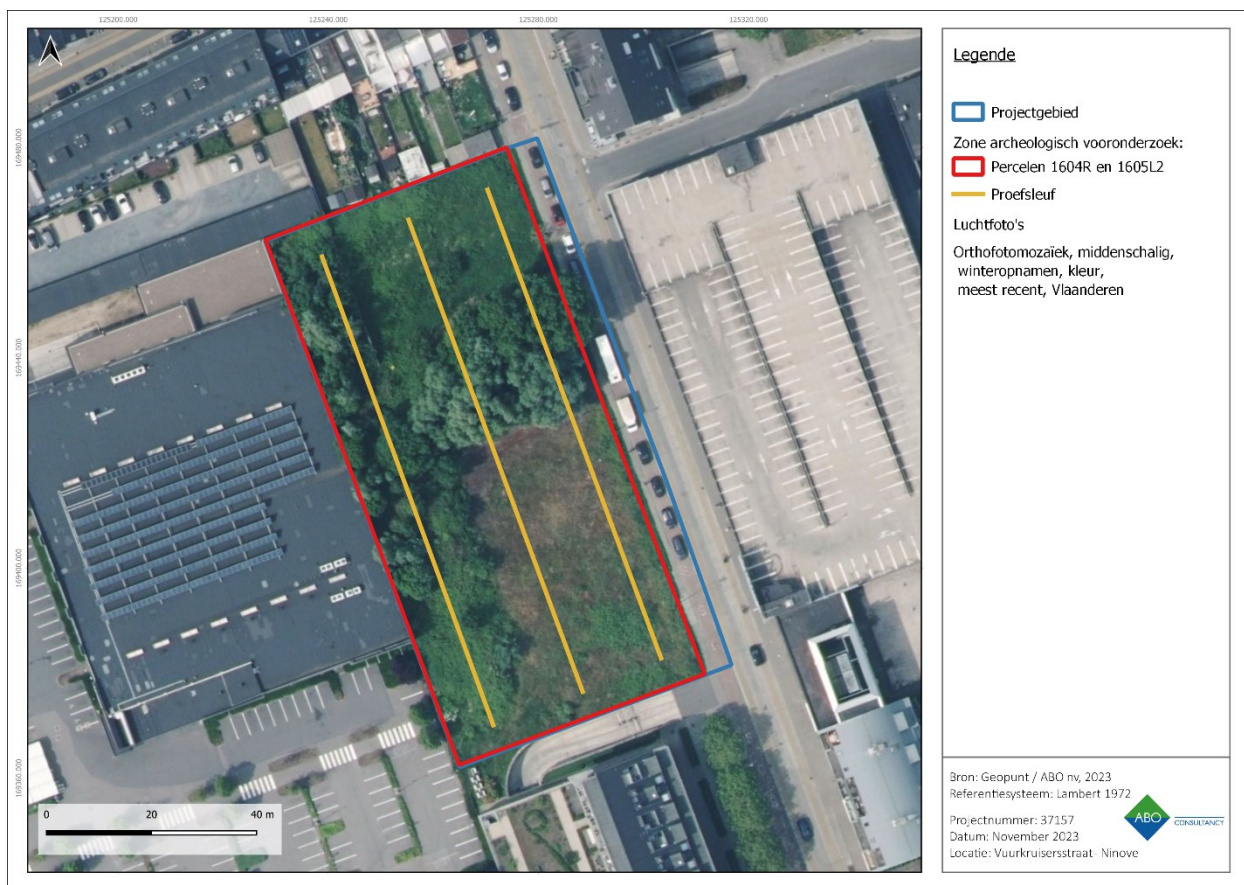 125200.000
125240.000
125280.000
125320.000
169480.000
169440.000
169400.000
169360.000
0
20
40 m
Legende
Projectgebied
Zone archeologisch vooronderzoek:
Percelen 1604R en 1605L2
Proefsleuf
Luchtfoto's
Orthofotomozaïek, middenschalig,
winteropnamen, kleur,
meest recent, Vlaanderen
Bron: Geopunt / ABO nv, 2023
Referentiesysteem: Lambert 1972
Projectnummer: 37157
Datum: November 2023
Locatie: Vuurkruisersstraat- Ninove
ABO
CONSULTANCY